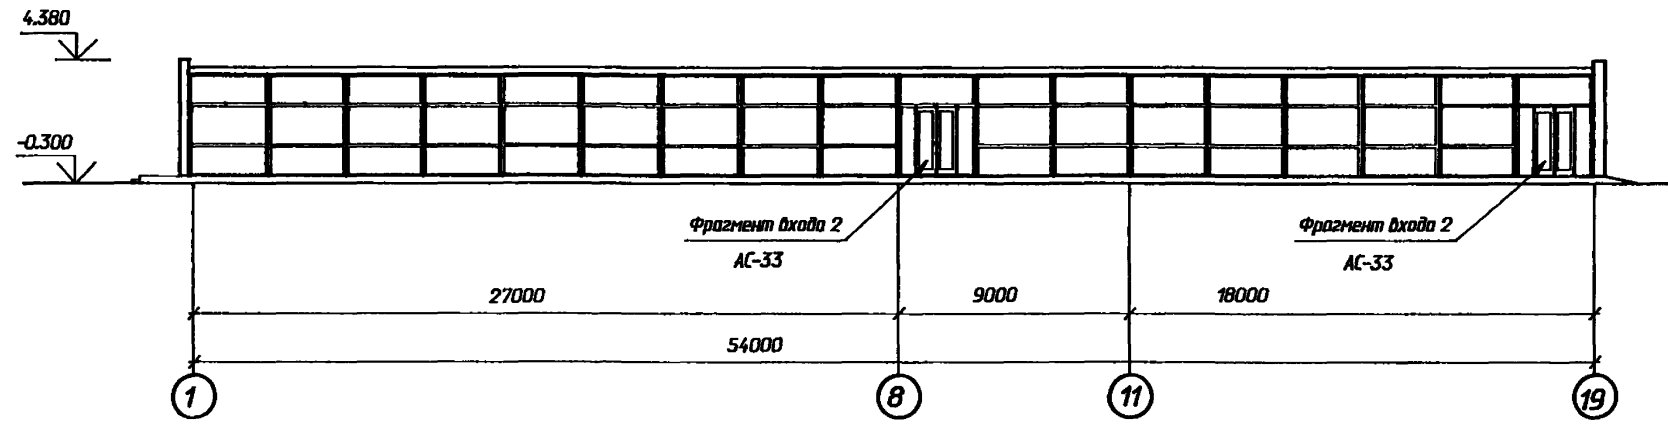 4.380
-0.300
Фрагмент входа 2
АС-33
Фрагмент входа 2
АС-33
27000
9000
18000
54000
1
8
11
19